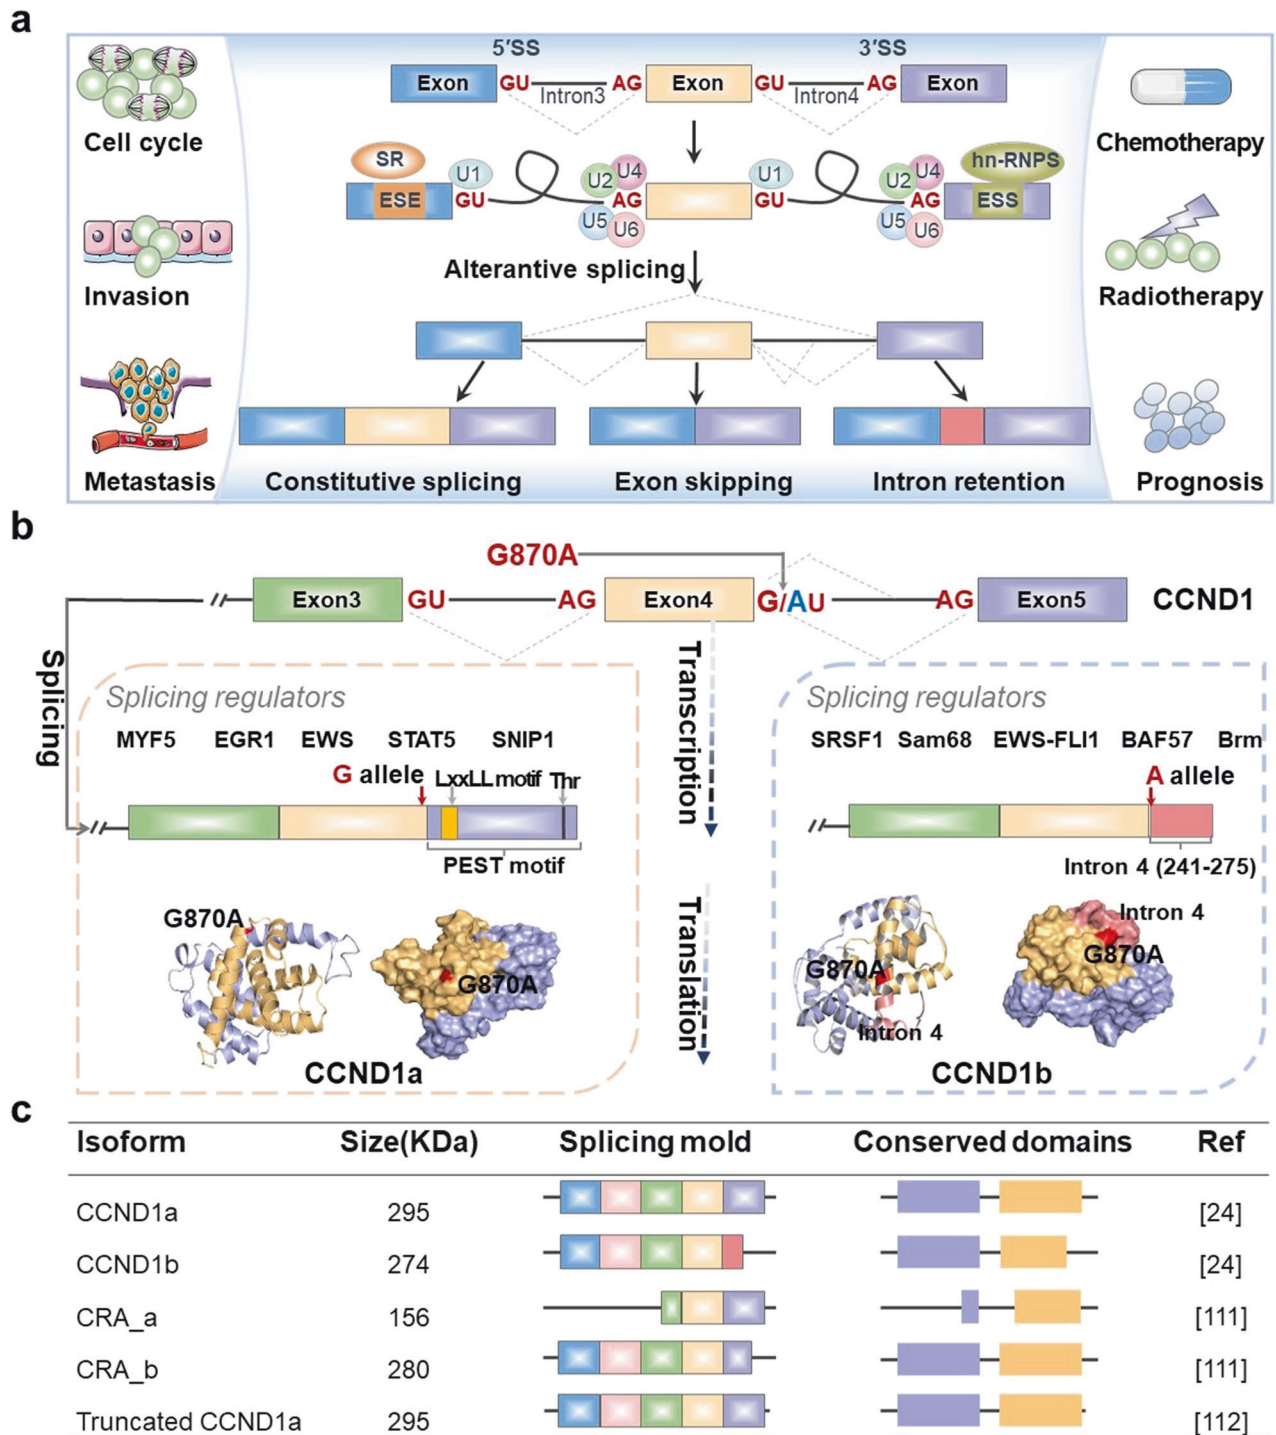 a
5'SS
3'SS
Exon
GU
AG
Exon
GU
AG
Exon
Intron3
Intron4
Cell cycle
Chemotherapy
SR
hn-RNPS
U1
U2
U4
U1
U2
U4
ESE
GU
AG
GU
AG
ESS
U5
U6
U5
U6
Alterantive splicing
Invasion
Radiotherapy
Metastasis
Constitutive splicing
Exon skipping
Intron retention
Prognosis
b
G870A
Exon3
GU
AG
Exon4
G/AU
AG
Exon5
CCND1
Splicing
Transcription
Splicing regulators
MYF5 EGR1 EWS STAT5 SNIP1
G allele
LxxLL motif
Thr
PEST motif
G870A
G870A
CCND1a
Translation
Splicing regulators
SRSF1 Sam68 EWS-FLI1 BAF57 Brm
A allele
Intron 4 (241-275)
Intron 4
G870A
G870A
Intron 4
CCND1b
c
Isoform Size(KDa) Splicing mold Conserved domains Ref
CCND1a 295 [24]
CCND1b 274 [24]
CRA_a 156 [111]
CRA_b 280 [111]
Truncated CCND1a 295 [112]